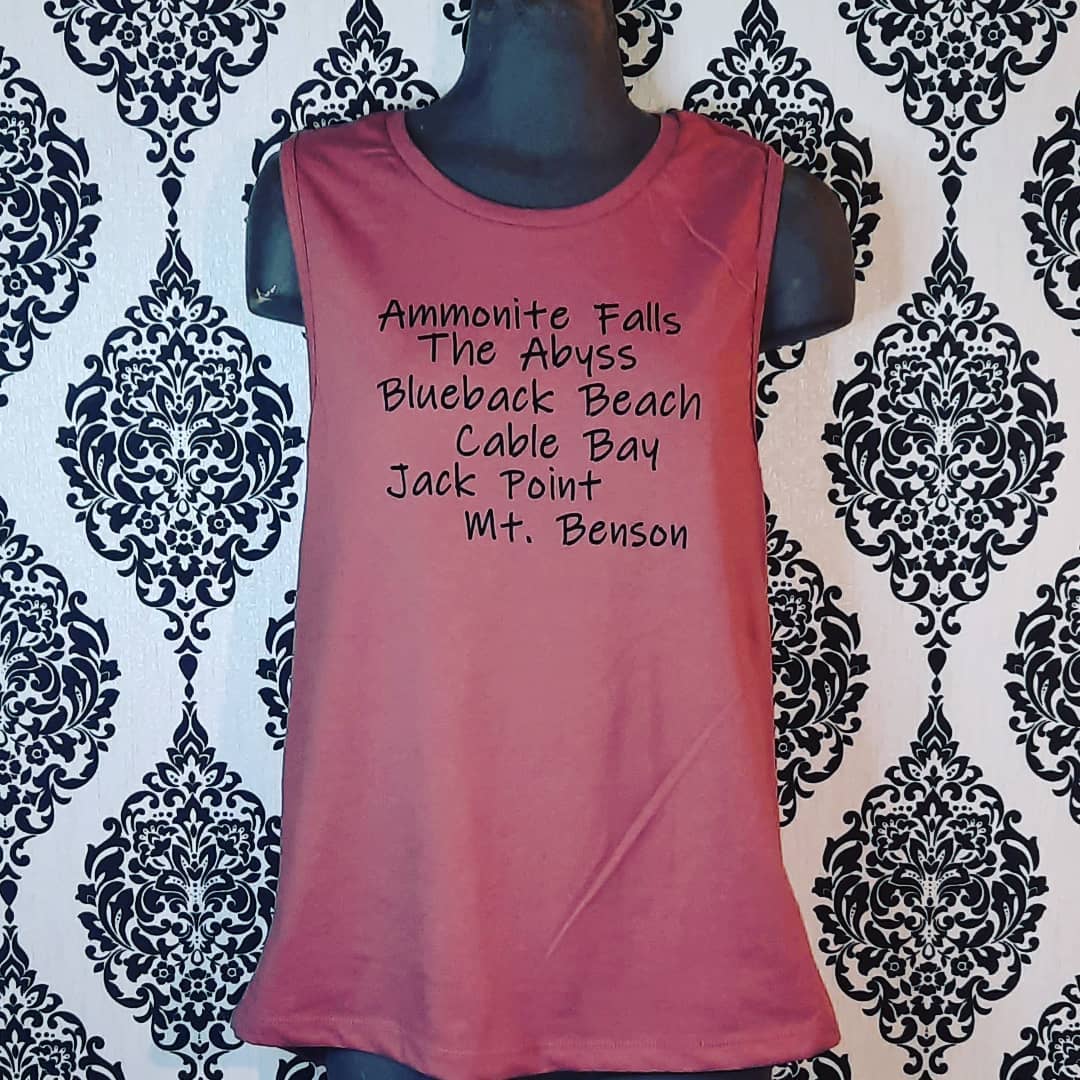 Ammonite Falls
The Abyss
Blueback Beach
Cable Bay
Jack Point
Mt. Benson